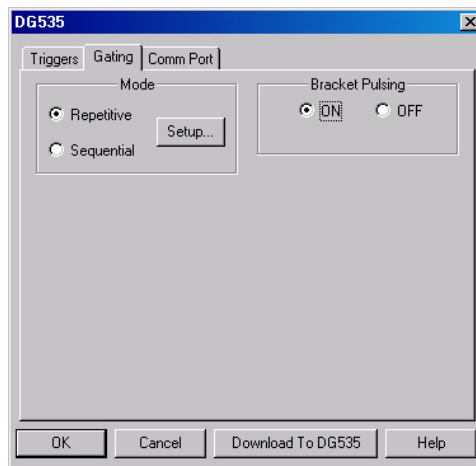 DG535
Triggers Gating Comm Port
Mode
Repetitive
Sequential
Setup...
Bracket Pulsing
ON OFF
OK Cancel Download To DG535 Help